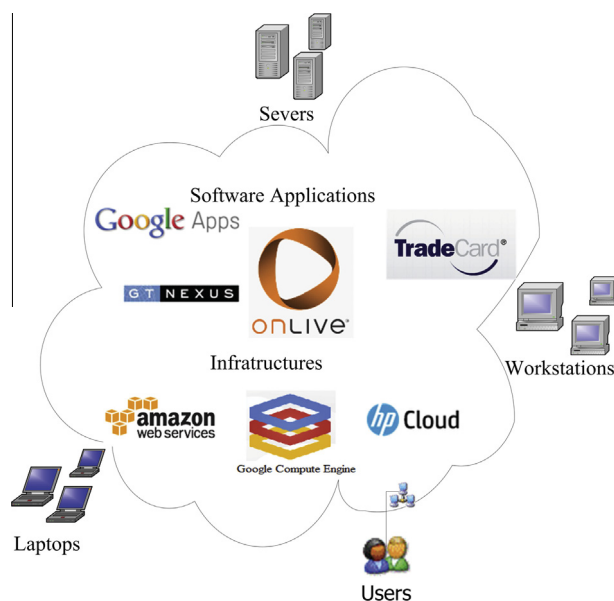 Severs
Software Applications
Google Apps
TradeCard®
GT NEXUS
onLIVE
Infratructures
Workstations
amazon
web services
Google Compute Engine
hp Cloud
Laptops
Users